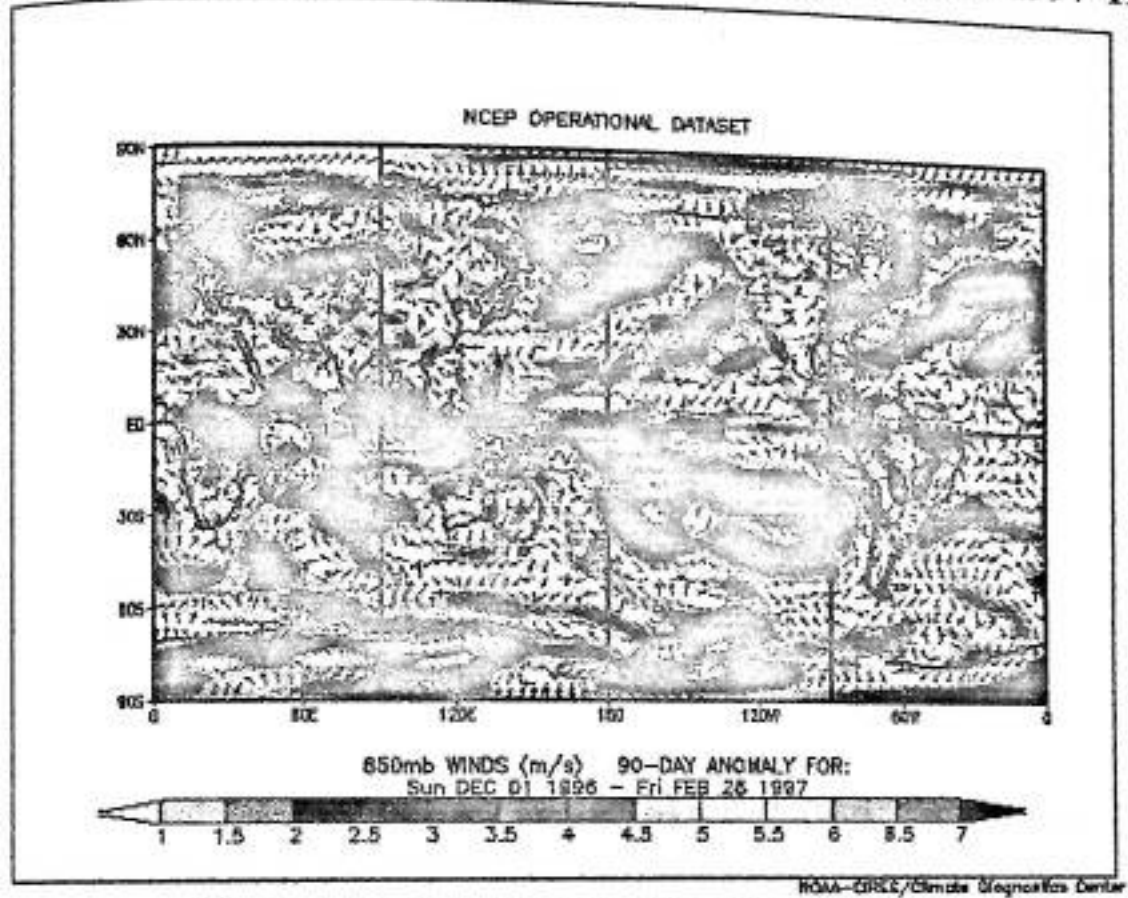 NCEP OPERATIONAL DATASET
90N
60N
30N
EQ
30S
60S
90S
0 60E 120E 180 120W 60W 0
850mb WINDS (m/s) 90-DAY ANOMALY FOR:
Sun DEC 01 1996 - Fri FEB 28 1997
1 1.5 2 2.5 3 3.5 4 4.5 5 5.5 6 6.5 7
NOAA-CIRES/Climate Diagnostics Center